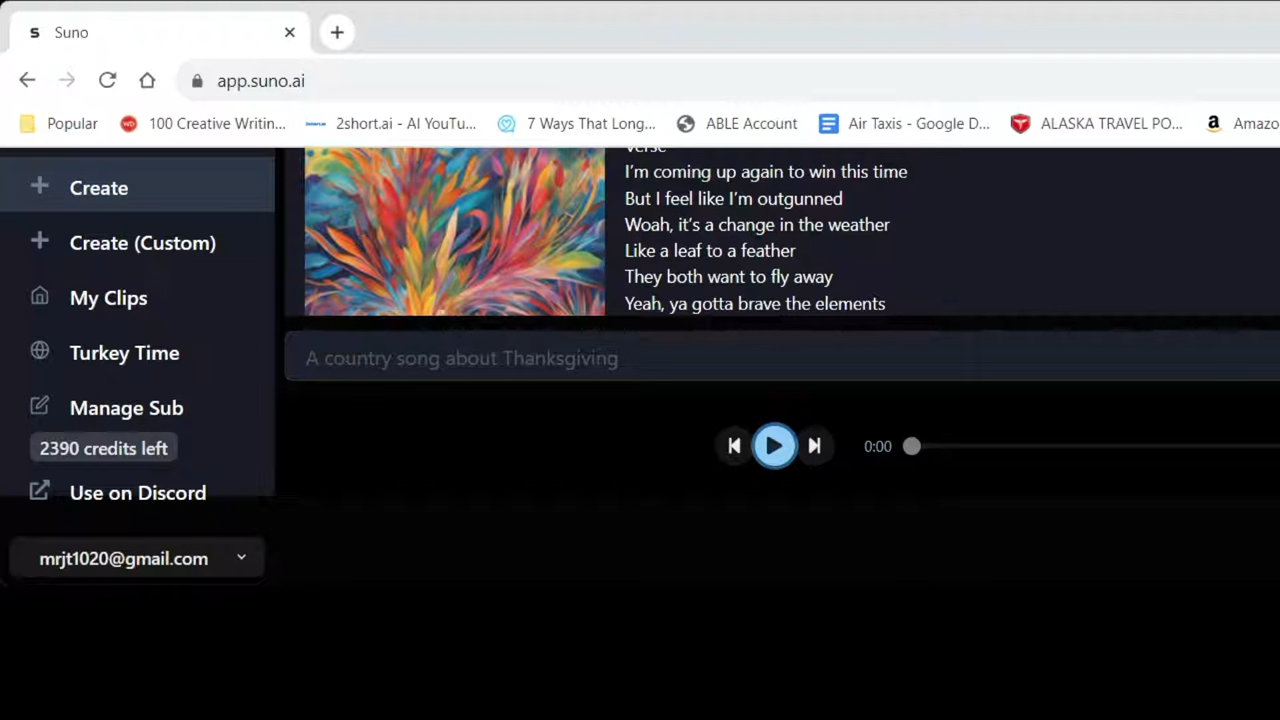 Suno
app.suno.ai
Popular
100 Creative Writin...
2short.ai - AI YouTu...
7 Ways That Long...
ABLE Account
Air Taxis - Google D...
ALASKA TRAVEL PO...
Amazo
Create
Create (Custom)
My Clips
Turkey Time
Manage Sub
2390 credits left
Use on Discord
mrjt1020@gmail.com
Verse
I'm coming up again to win this time
But I feel like I'm outgunned
Woah, it's a change in the weather
Like a leaf to a feather
They both want to fly away
Yeah, ya gotta brave the elements
A country song about Thanksgiving
0:00